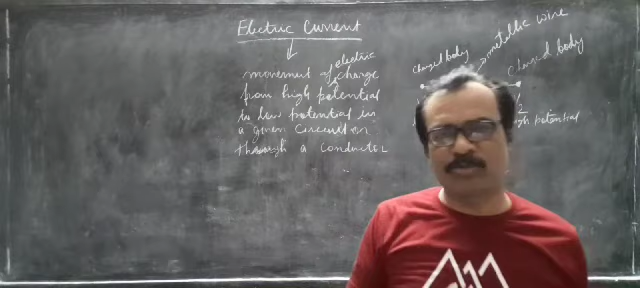 Electric Current
electric
movement of charge
from high potential
to low potential in
a given circuit or
through a conductor
charged body
metallic wire
charged body
2
high potential